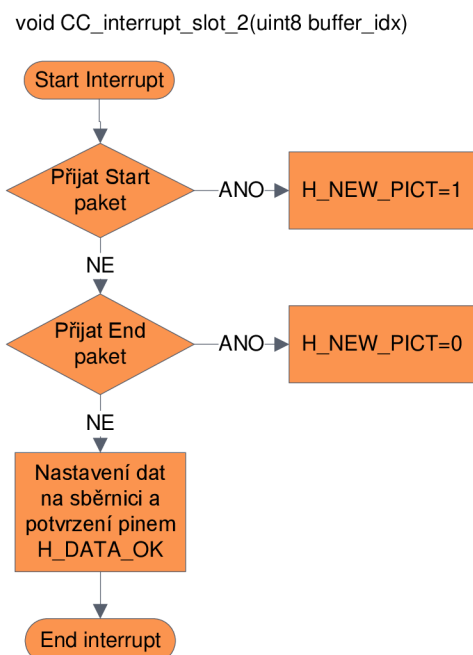 void CC_interrupt_slot_2(uint8 buffer_idx)
Start Interrupt
Přijat Start
paket
ANO
H_NEW_PICT=1
NE
Přijat End
paket
ANO
H_NEW_PICT=0
NE
Nastavení dat
na sběrnici a
potvrzení pinem
H_DATA_OK
End interrupt